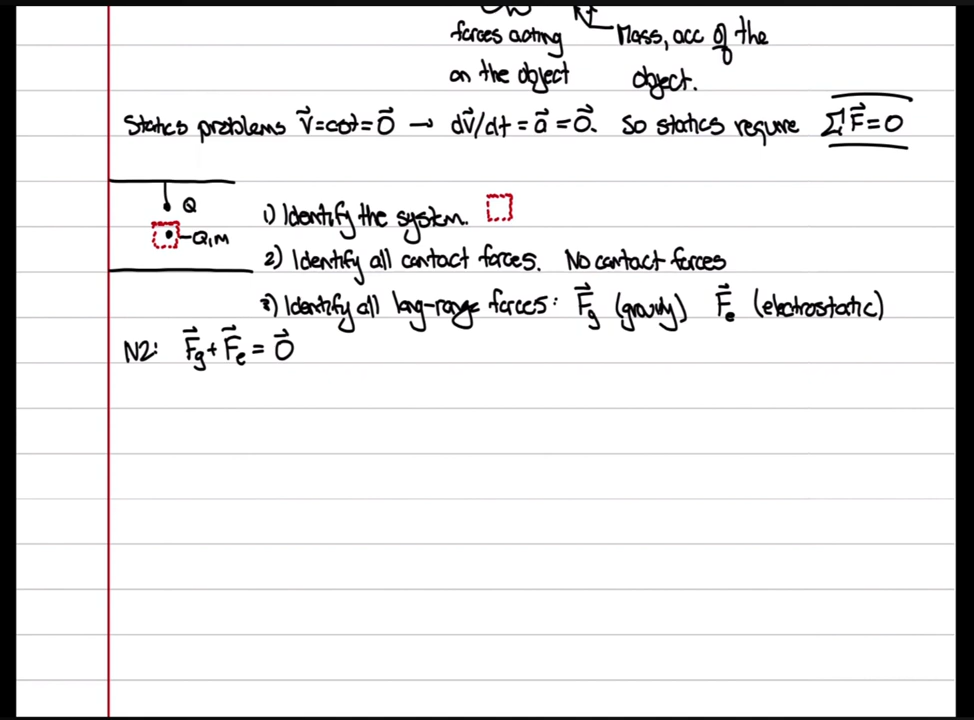 forces acting Mass, acc of the
on the object object.
Statics problems v⃗=cst=0⃗ → dv⃗/dt = a⃗ = 0⃗. So statics require ΣF⃗=0
Q
-Q,M
1) Identify the system.
2) Identify all contact forces. No contact forces
3) Identify all long-range forces: F⃗g (gravity) F⃗e (electrostatic)
N2: F⃗g + F⃗e = 0⃗